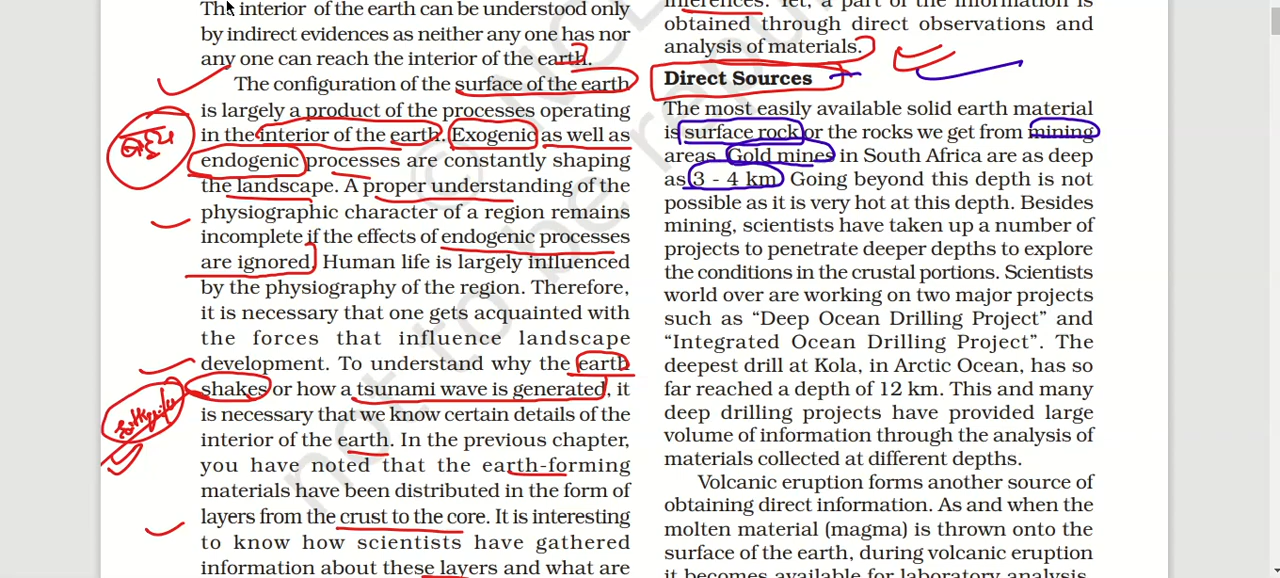 The interior of the earth can be understood only
by indirect evidences as neither any one has nor
any one can reach the interior of the earth.
The configuration of the surface of the earth
is largely a product of the processes operating
in the interior of the earth. Exogenic as well as
endogenic processes are constantly shaping
the landscape. A proper understanding of the
physiographic character of a region remains
incomplete if the effects of endogenic processes
are ignored. Human life is largely influenced
by the physiography of the region. Therefore,
it is necessary that one gets acquainted with
the forces that influence landscape
development. To understand why the earth
shakes or how a tsunami wave is generated, it
is necessary that we know certain details of the
interior of the earth. In the previous chapter,
you have noted that the earth-forming
materials have been distributed in the form of
layers from the crust to the core. It is interesting
to know how scientists have gathered
information about these layers and what are
inferences. Yet, a part of the information is
obtained through direct observations and
analysis of materials.
Direct Sources
The most easily available solid earth material
is surface rock or the rocks we get from mining
areas. Gold mines in South Africa are as deep
as 3 - 4 km. Going beyond this depth is not
possible as it is very hot at this depth. Besides
mining, scientists have taken up a number of
projects to penetrate deeper depths to explore
the conditions in the crustal portions. Scientists
world over are working on two major projects
such as “Deep Ocean Drilling Project” and
“Integrated Ocean Drilling Project”. The
deepest drill at Kola, in Arctic Ocean, has so
far reached a depth of 12 km. This and many
deep drilling projects have provided large
volume of information through the analysis of
materials collected at different depths.
Volcanic eruption forms another source of
obtaining direct information. As and when the
molten material (magma) is thrown onto the
surface of the earth, during volcanic eruption
it becomes available for laboratory analysis.
not to be repu
© NCE